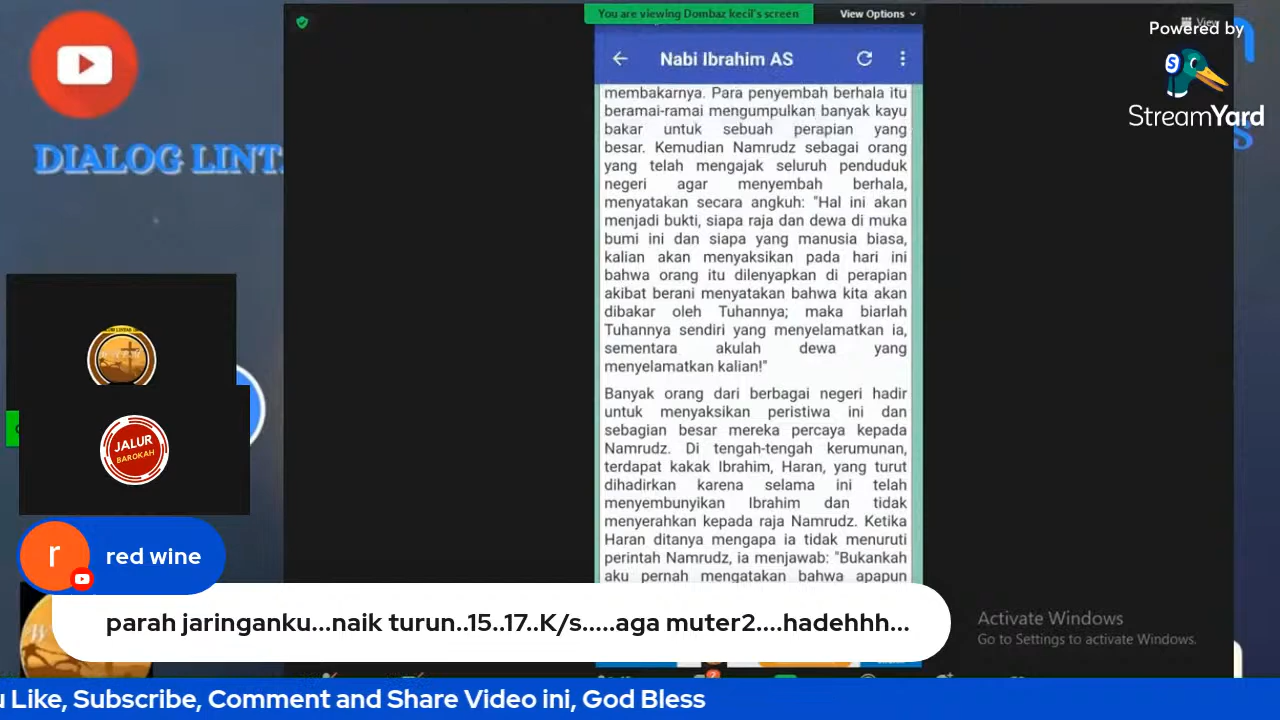 You are viewing Dombaz kecil's screen
View Options
View
Powered by
StreamYard
DIALOG LINT
Nabi Ibrahim AS
membakarnya. Para penyembah berhala itu
beramai-ramai mengumpulkan banyak kayu
bakar untuk sebuah perapian yang
besar. Kemudian Namrudz sebagai orang
yang telah mengajak seluruh penduduk
negeri agar menyembah berhala,
menyatakan secara angkuh: "Hal ini akan
menjadi bukti, siapa raja dan dewa di muka
bumi ini dan siapa yang manusia biasa,
kalian akan menyaksikan pada hari ini
bahwa orang itu dilenyapkan di perapian
akibat berani menyatakan bahwa kita akan
dibakar oleh Tuhannya; maka biarlah
Tuhannya sendiri yang menyelamatkan ia,
sementara akulah dewa yang
menyelamatkan kalian!"
Banyak orang dari berbagai negeri hadir
untuk menyaksikan peristiwa ini dan
sebagian besar mereka percaya kepada
Namrudz. Di tengah-tengah kerumunan,
terdapat kakak Ibrahim, Haran, yang turut
dihadirkan karena selama ini telah
menyembunyikan Ibrahim dan tidak
menyerahkan kepada raja Namrudz. Ketika
Haran ditanya mengapa ia tidak menuruti
perintah Namrudz, ia menjawab: "Bukankah
aku pernah mengatakan bahwa apapun
JALUR
BAROKAH
r
red wine
parah jaringanku...naik turun..15..17..K/s.....aga muter2....hadehhh...
Activate Windows
Go to Settings to activate Windows.
u Like, Subscribe, Comment and Share Video ini, God Bless